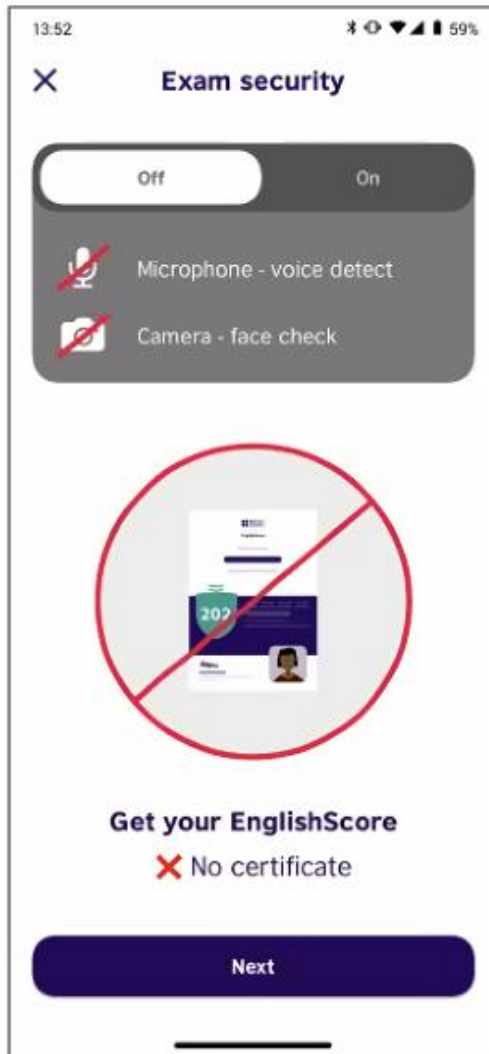 13:52 59%
Exam security
Off On
Microphone - voice detect
Camera - face check
202
Get your EnglishScore
No certificate
Next